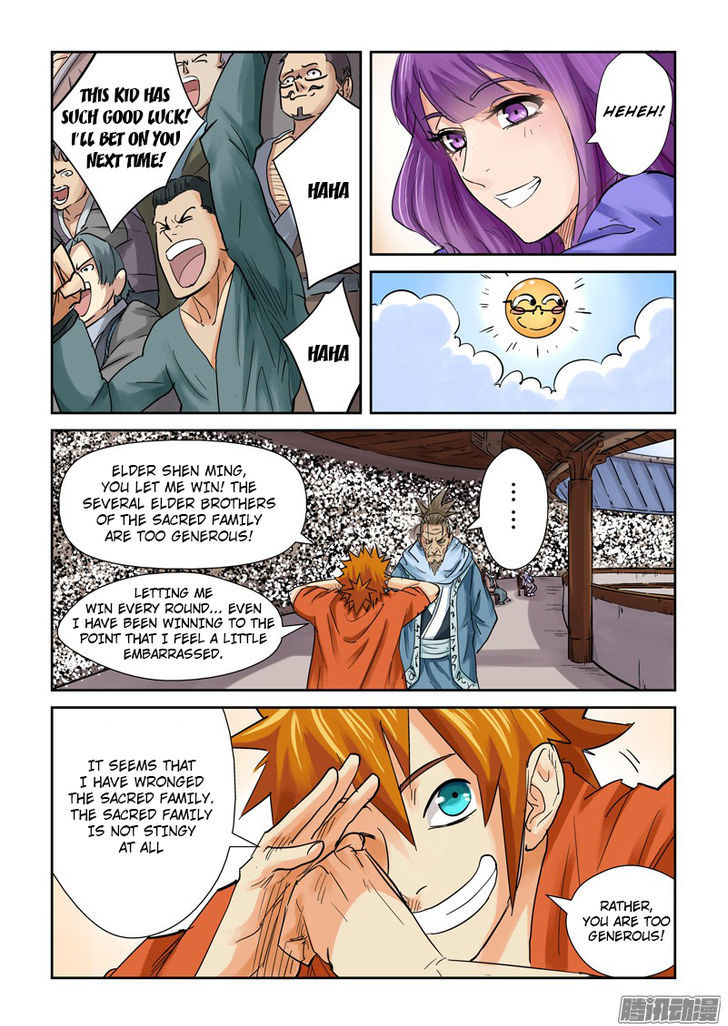 THIS KID HAS
SUCH GOOD LUCK!
I'LL BET ON YOU
NEXT TIME!
HAHA
HAHA
HEHEH!
ELDER SHEN MING,
YOU LET ME WIN! THE
SEVERAL ELDER BROTHERS
OF THE SACRED FAMILY
ARE TOO GENEROUS!
......
LETTING ME
WIN EVERY ROUND... EVEN
I HAVE BEEN WINNING TO THE
POINT THAT I FEEL A LITTLE
EMBARRASSED.
IT SEEMS THAT
I HAVE WRONGED
THE SACRED FAMILY.
THE SACRED FAMILY
IS NOT STINGY
AT ALL
RATHER,
YOU ARE TOO
GENEROUS!
腾讯动漫